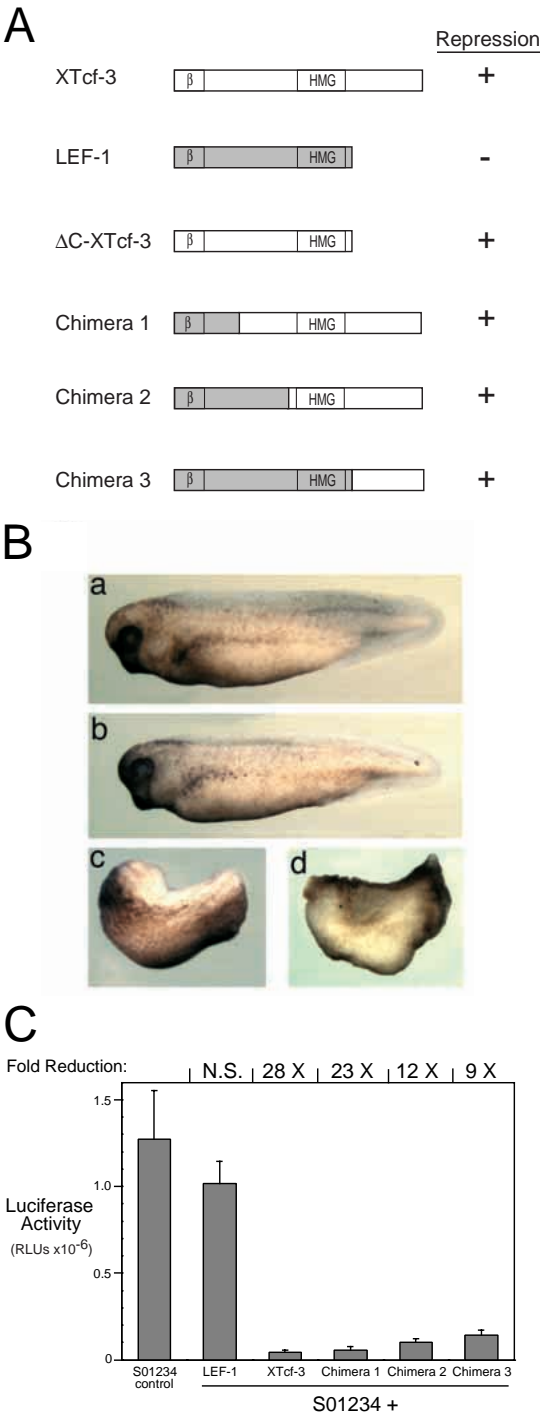 A
Repression
XTcf-3 β HMG +
LEF-1 β HMG -
ΔC-XTcf-3 β HMG +
Chimera 1 β HMG +
Chimera 2 β HMG +
Chimera 3 β HMG +
B
a
b
c
d
C
Fold Reduction: | N.S. | 28 X | 23 X | 12 X | 9 X
1.5
1.0
0.5
0
Luciferase
Activity
(RLUs x10-6)
S01234 control
LEF-1 XTcf-3 Chimera 1 Chimera 2 Chimera 3
S01234 +